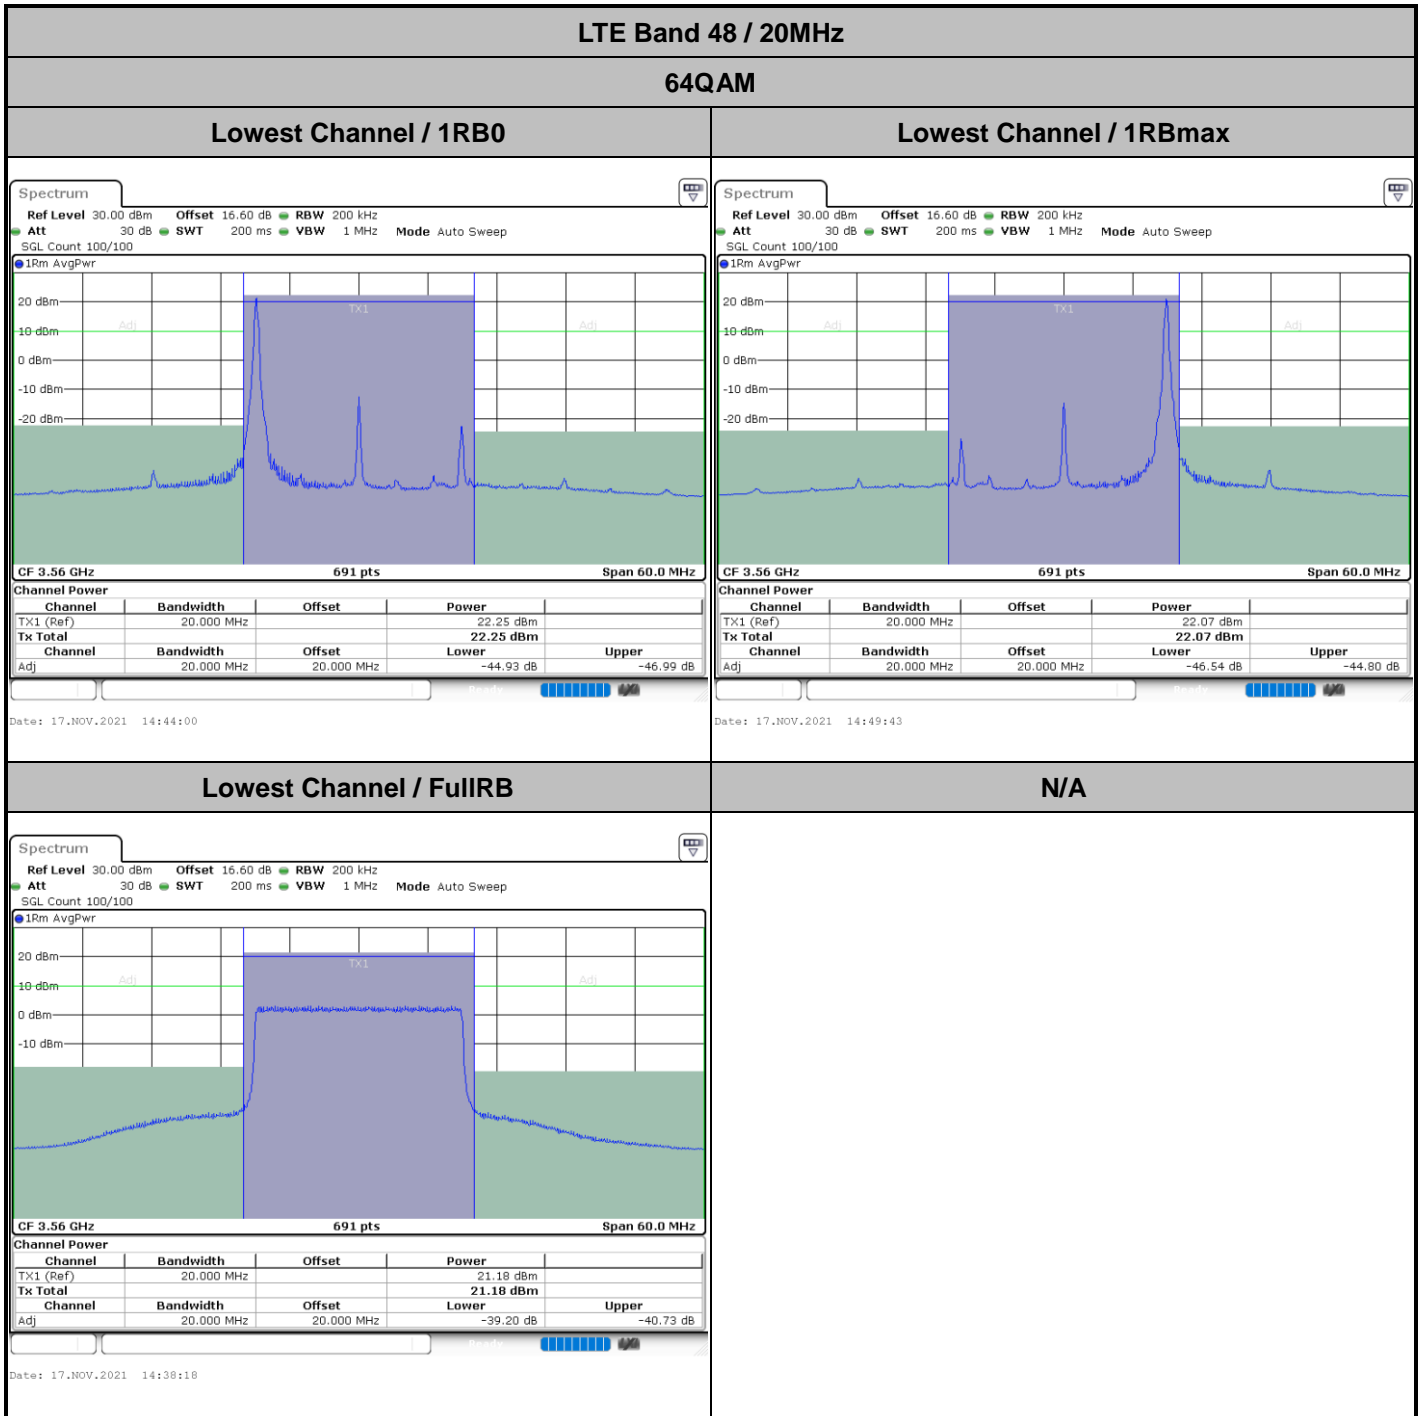 LTE Band 48 / 20MHz
64QAM
Lowest Channel / 1RB0
Lowest Channel / 1RBmax
Spectrum
Ref Level 30.00 dBm Offset 16.60 dB RBW 200 kHz
Att 30 dB SWT 200 ms VBW 1 MHz Mode Auto Sweep
SGL Count 100/100
1Rm AvgPwr
20 dBm
10 dBm
0 dBm
-10 dBm
-20 dBm
Adj
TX1
Adj
CF 3.56 GHz 691 pts Span 60.0 MHz
Channel Power
Channel Bandwidth Offset Power
TX1 (Ref) 20.000 MHz 22.25 dBm
Tx Total 22.25 dBm
Channel Bandwidth Offset Lower Upper
Adj 20.000 MHz 20.000 MHz -44.93 dB -46.99 dB
Ready
Date: 17.NOV.2021 14:44:00
Spectrum
Ref Level 30.00 dBm Offset 16.60 dB RBW 200 kHz
Att 30 dB SWT 200 ms VBW 1 MHz Mode Auto Sweep
SGL Count 100/100
1Rm AvgPwr
20 dBm
10 dBm
0 dBm
-10 dBm
-20 dBm
Adj
TX1
Adj
CF 3.56 GHz 691 pts Span 60.0 MHz
Channel Power
Channel Bandwidth Offset Power
TX1 (Ref) 20.000 MHz 22.07 dBm
Tx Total 22.07 dBm
Channel Bandwidth Offset Lower Upper
Adj 20.000 MHz 20.000 MHz -46.54 dB -44.80 dB
Ready
Date: 17.NOV.2021 14:49:43
Lowest Channel / FullRB
N/A
Spectrum
Ref Level 30.00 dBm Offset 16.60 dB RBW 200 kHz
Att 30 dB SWT 200 ms VBW 1 MHz Mode Auto Sweep
SGL Count 100/100
1Rm AvgPwr
20 dBm
10 dBm
0 dBm
-10 dBm
Adj
TX1
Adj
CF 3.56 GHz 691 pts Span 60.0 MHz
Channel Power
Channel Bandwidth Offset Power
TX1 (Ref) 20.000 MHz 21.18 dBm
Tx Total 21.18 dBm
Channel Bandwidth Offset Lower Upper
Adj 20.000 MHz 20.000 MHz -39.20 dB -40.73 dB
Ready
Date: 17.NOV.2021 14:38:18